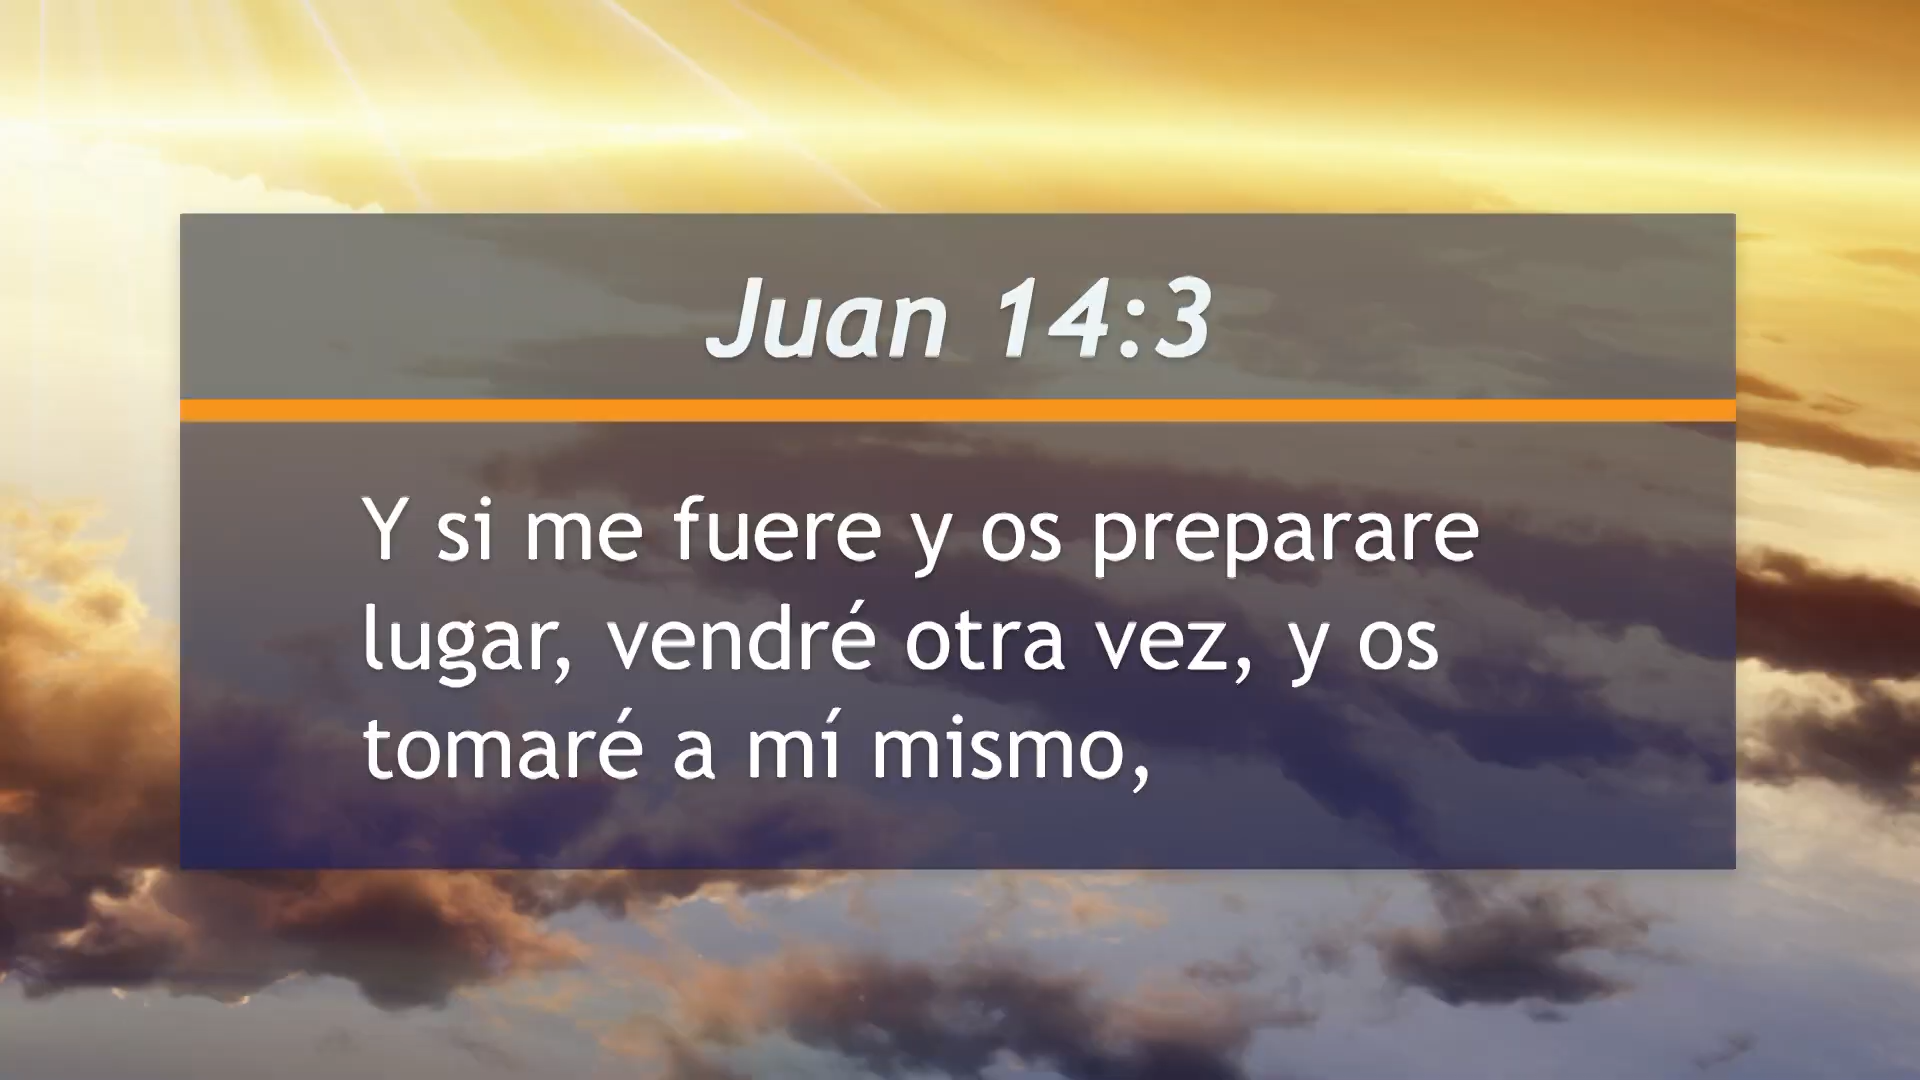 Juan 14:3
Y si me fuere y os preparare
lugar, vendré otra vez, y os
tomaré a mí mismo,